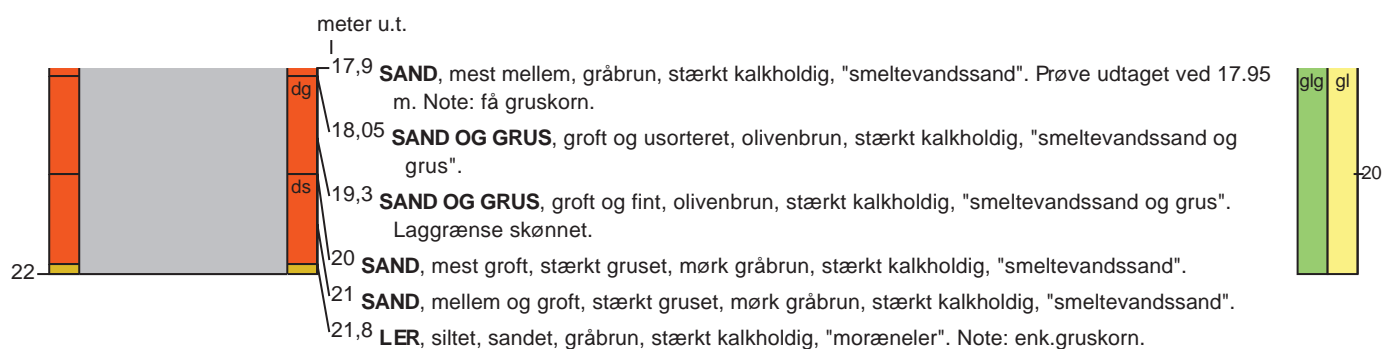 meter u.t.
17,9 SAND, mest mellem, gråbrun, stærkt kalkholdig, "smeltevandssand". Prøve udtaget ved 17.95
m. Note: få gruskorn.
dg
glg gl
18,05 SAND OG GRUS, groft og usorteret, olivenbrun, stærkt kalkholdig, "smeltevandssand og
grus".
ds
20
19,3 SAND OG GRUS, groft og fint, olivenbrun, stærkt kalkholdig, "smeltevandssand og grus".
Laggrænse skønnet.
20 SAND, mest groft, stærkt gruset, mørk gråbrun, stærkt kalkholdig, "smeltevandssand".
22
21 SAND, mellem og groft, stærkt gruset, mørk gråbrun, stærkt kalkholdig, "smeltevandssand".
21,8 LER, siltet, sandet, gråbrun, stærkt kalkholdig, "moræneler". Note: enk.gruskorn.